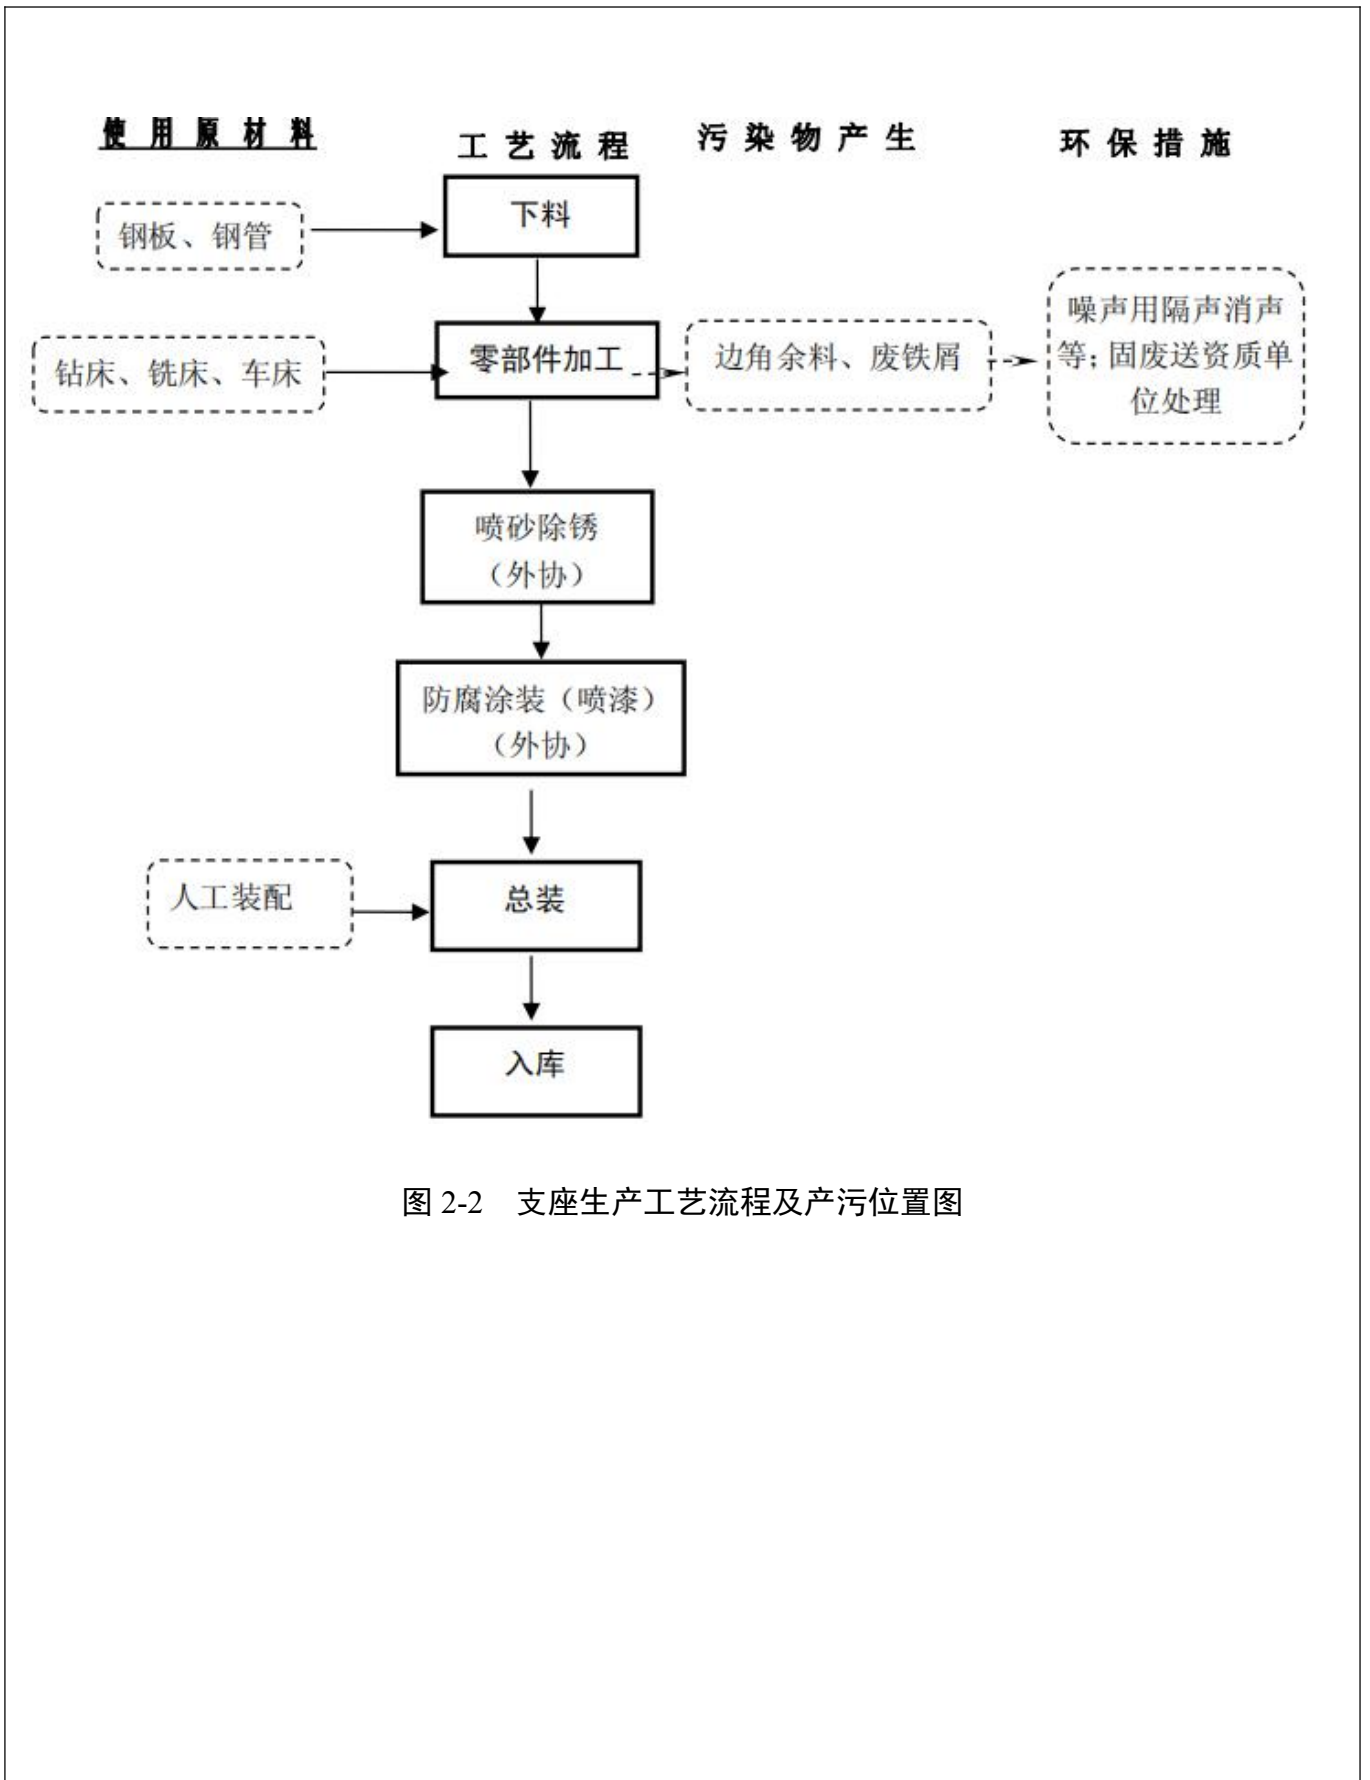 使用原材料
工艺流程
污染物产生
环保措施
下料
钢板、钢管
零部件加工
钻床、铣床、车床
边角余料、废铁屑
噪声用隔声消声
等；固废送资质单
位处理
喷砂除锈
（外协）
防腐涂装（喷漆）
（外协）
人工装配
总装
入库
图 2-2 支座生产工艺流程及产污位置图